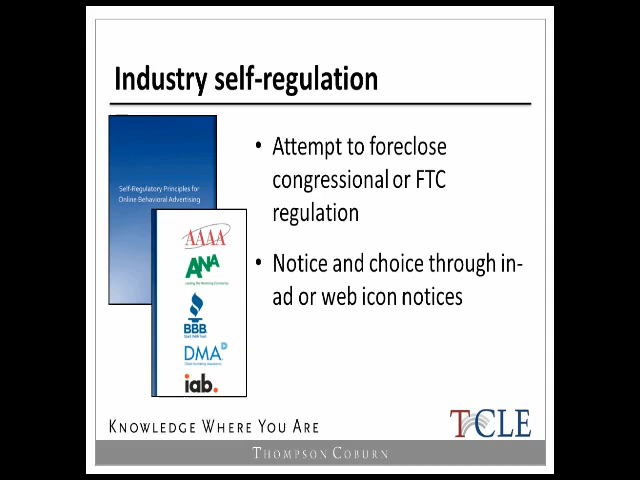 Industry self-regulation
Self-Regulatory Principles for
Online Behavioral Advertising
AAAA
ANA
BBB
DMA
iab.
• Attempt to foreclose
congressional or FTC
regulation
• Notice and choice through in-
ad or web icon notices
KNOWLEDGE WHERE YOU ARE
TCLE
THOMPSON COBURN